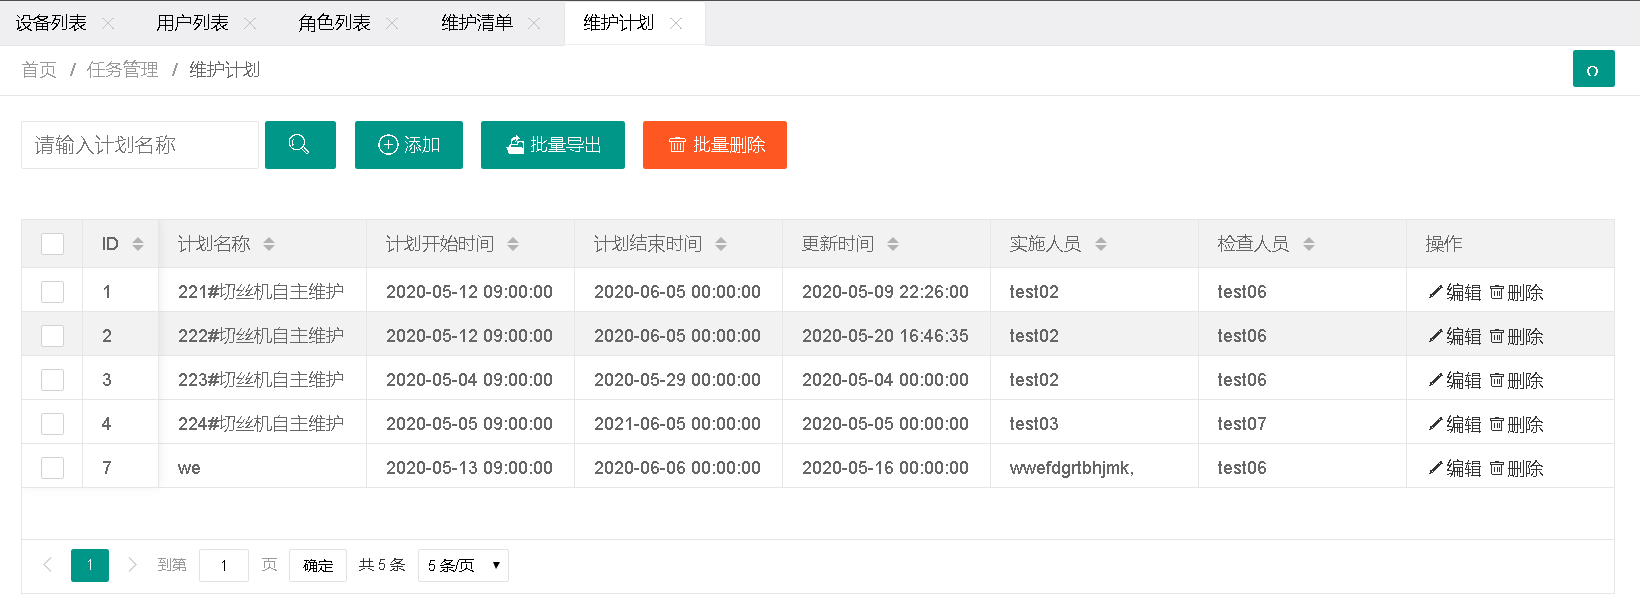 设备列表 用户列表 角色列表 维护清单 维护计划
首页 / 任务管理 / 维护计划
请输入计划名称 添加 批量导出 批量删除
ID 计划名称 计划开始时间 计划结束时间 更新时间 实施人员 检查人员 操作
1 221#切丝机自主维护 2020-05-12 09:00:00 2020-06-05 00:00:00 2020-05-09 22:26:00 test02 test06 编辑 删除
2 222#切丝机自主维护 2020-05-12 09:00:00 2020-06-05 00:00:00 2020-05-20 16:46:35 test02 test06 编辑 删除
3 223#切丝机自主维护 2020-05-04 09:00:00 2020-05-29 00:00:00 2020-05-04 00:00:00 test02 test06 编辑 删除
4 224#切丝机自主维护 2020-05-05 09:00:00 2021-06-05 00:00:00 2020-05-05 00:00:00 test03 test07 编辑 删除
7 we 2020-05-13 09:00:00 2020-06-06 00:00:00 2020-05-16 00:00:00 wwefdgrtbhjmk, test06 编辑 删除
1 到第 1 页 确定 共 5 条 5 条/页